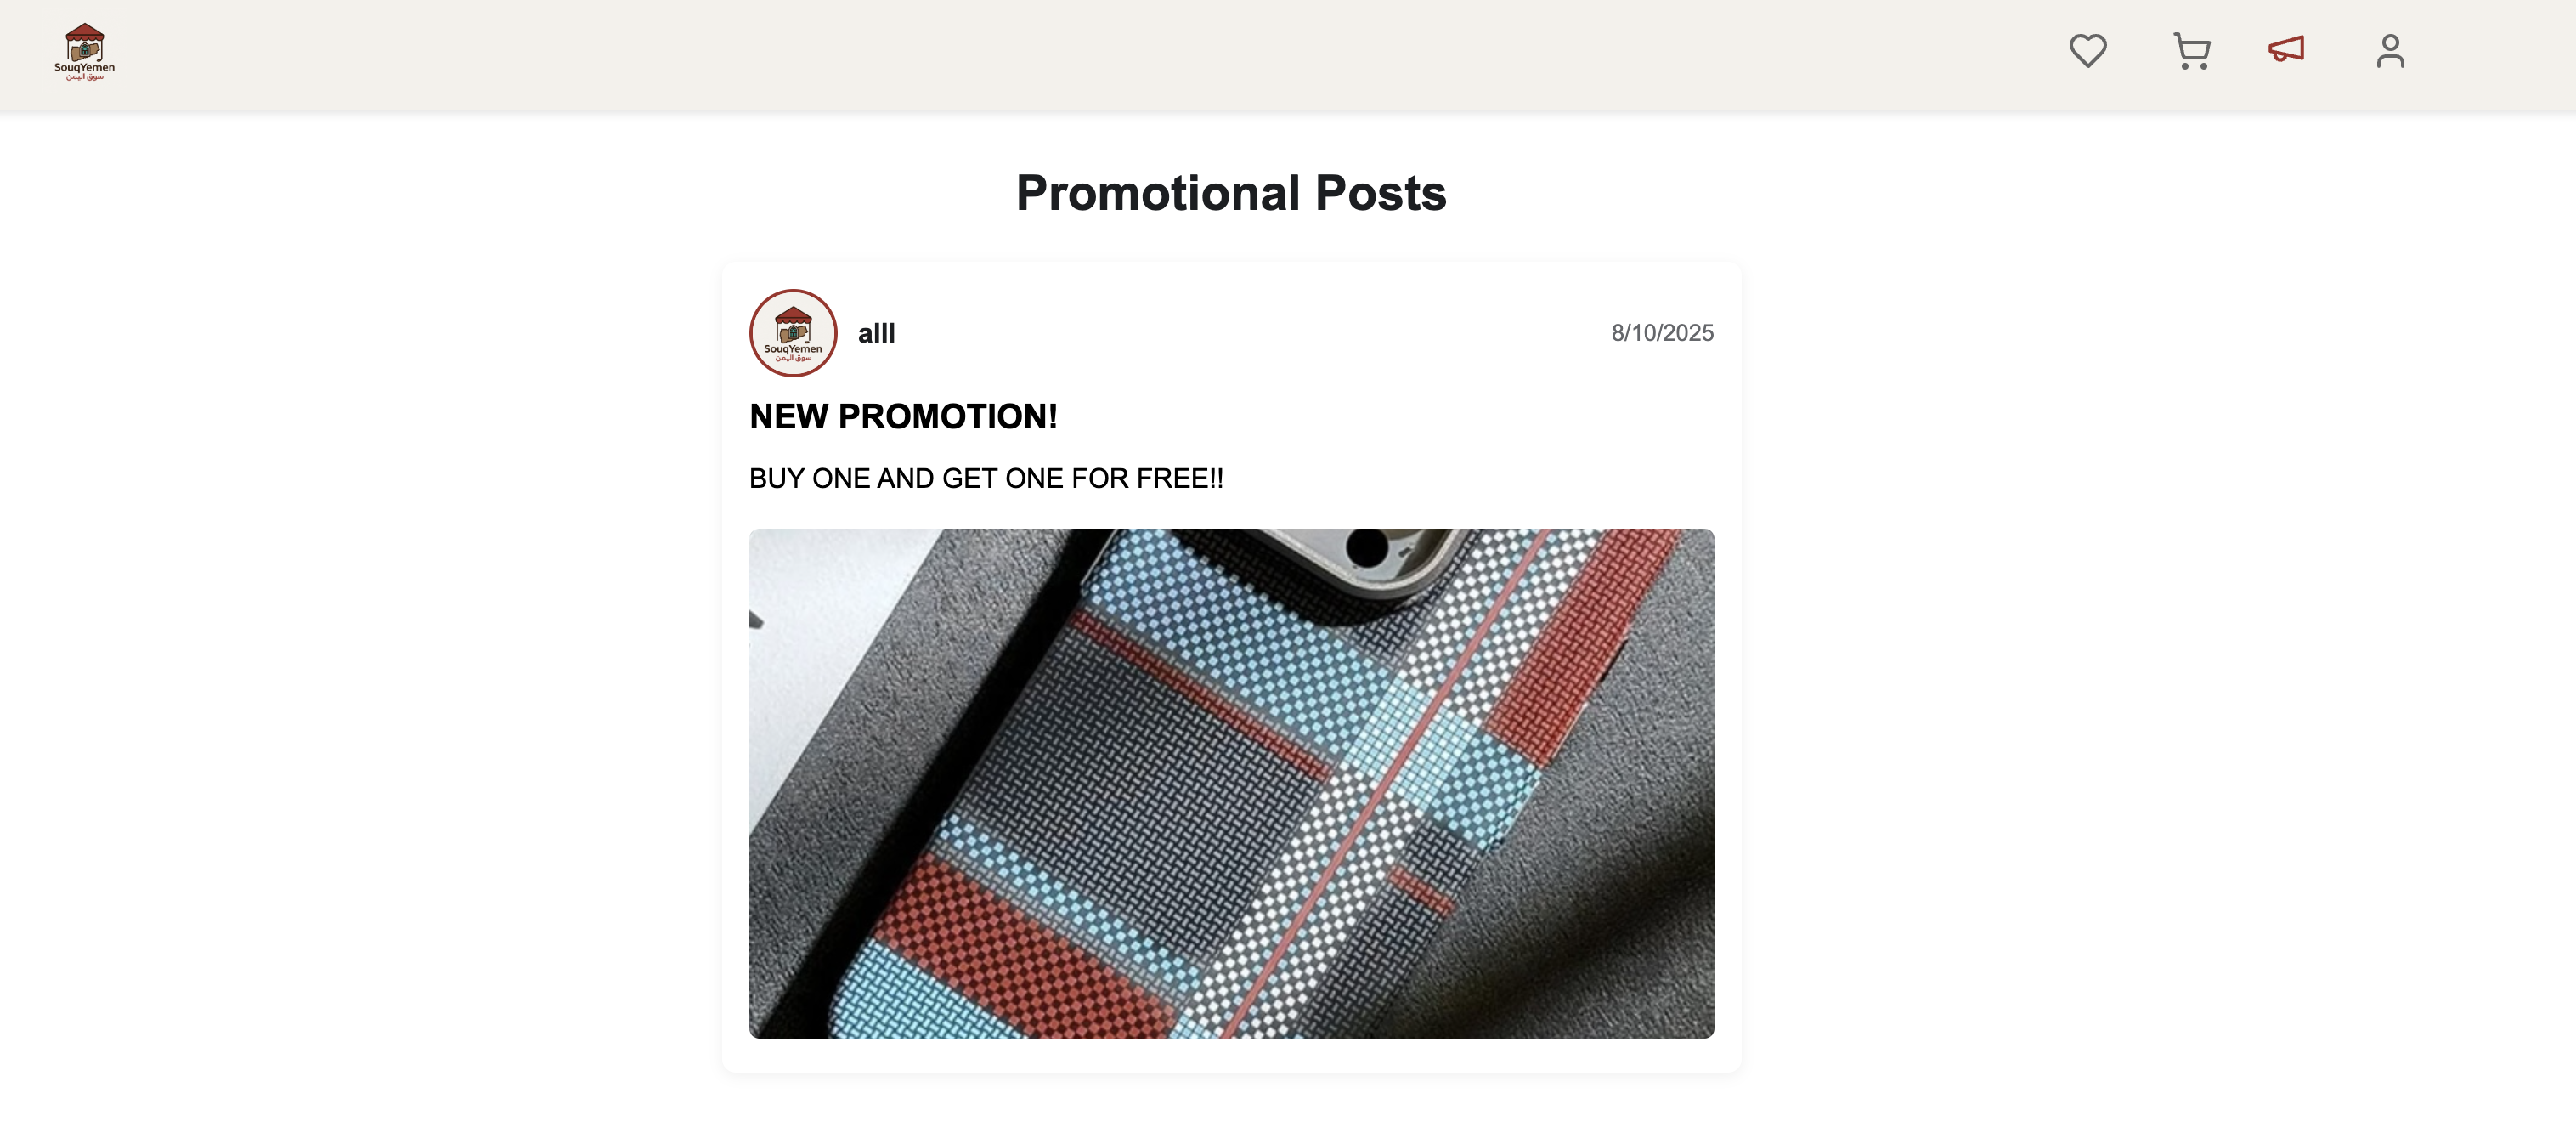 SouqYemen
سوق اليمن
Promotional Posts
SouqYemen
سوق اليمن
alll
8/10/2025
NEW PROMOTION!
BUY ONE AND GET ONE FOR FREE!!